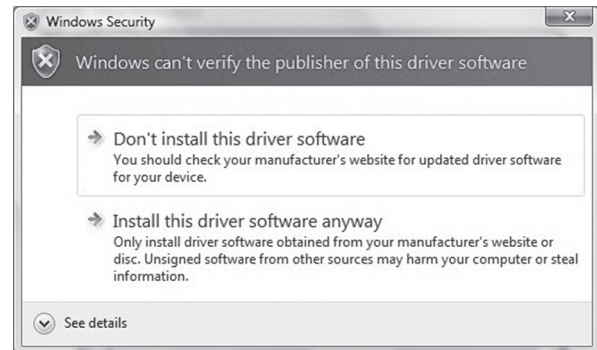 Windows Security
Windows can't verify the publisher of this driver software
Don't install this driver software
You should check your manufacturer's website for updated driver software
for your device.
Install this driver software anyway
Only install driver software obtained from your manufacturer's website or
disc. Unsigned software from other sources may harm your computer or steal
information.
See details